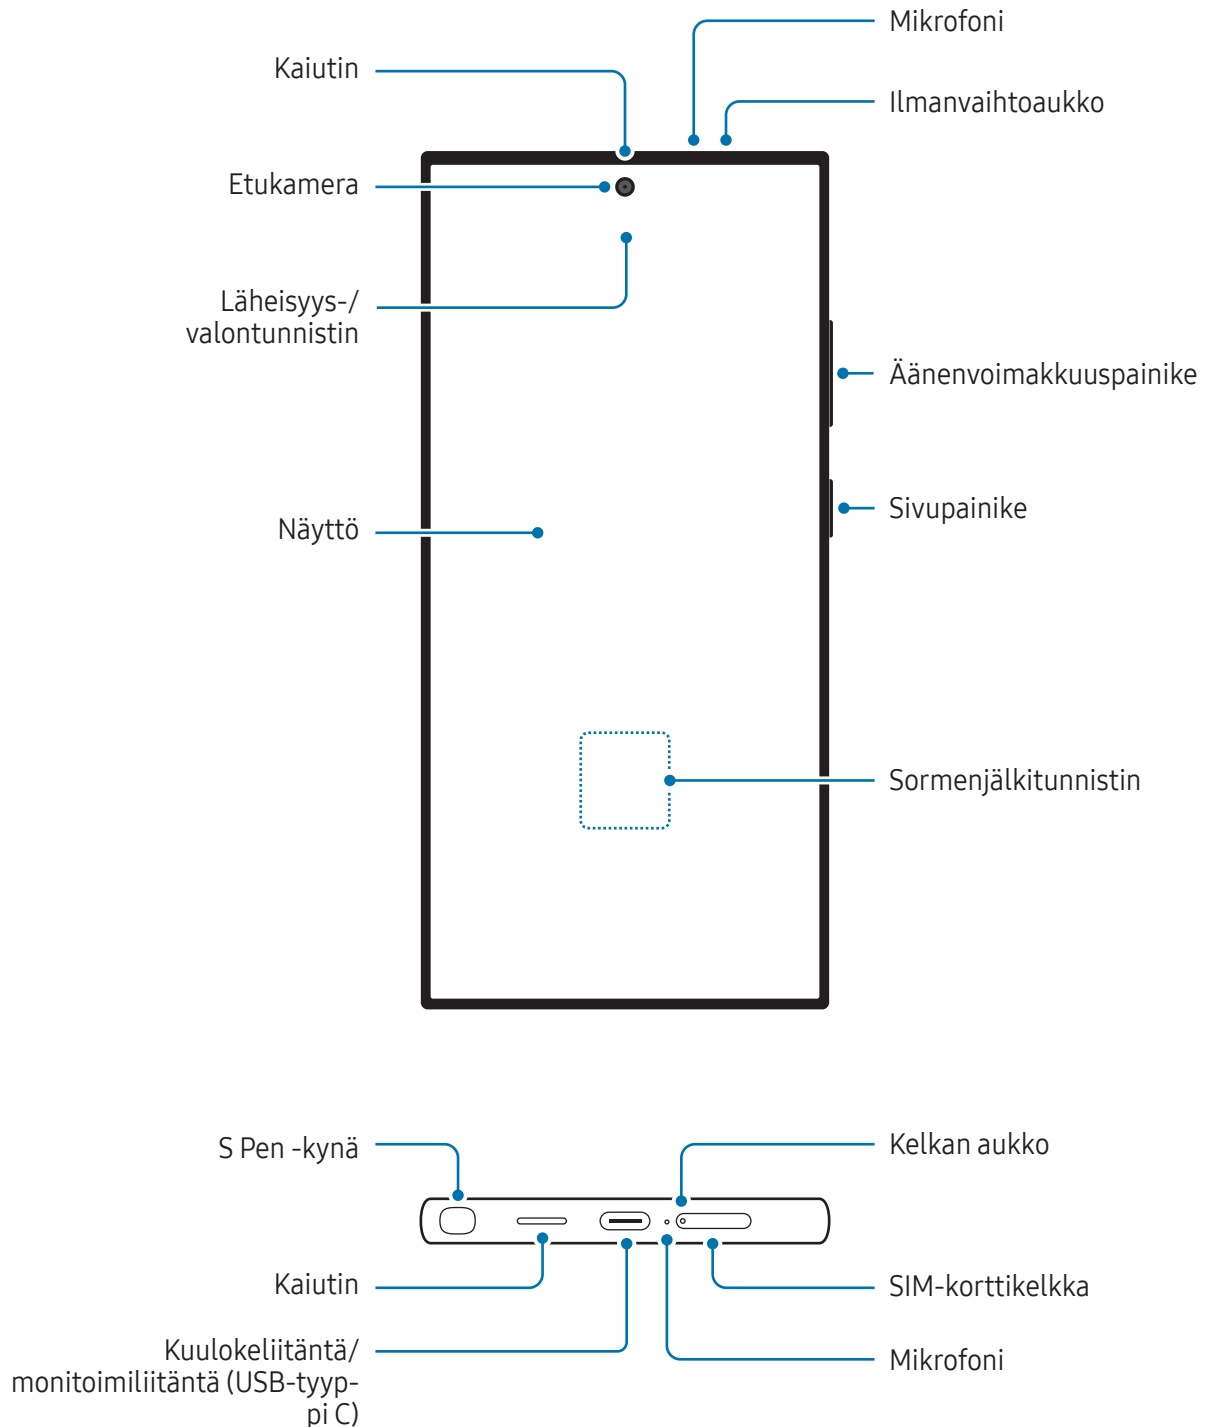 Mikrofoni
Kaiutin
Ilmanvaihtoaukko
Etukamera
Läheisyys-/
valontunnistin
Äänenvoimakkuuspainike
Sivupainike
Näyttö
Sormenjälkitunnistin
S Pen -kynä
Kelkan aukko
Kaiutin
SIM-korttikelkka
Kuulokeliitäntä/
monitoimiliitäntä (USB-tyyp-
pi C)
Mikrofoni